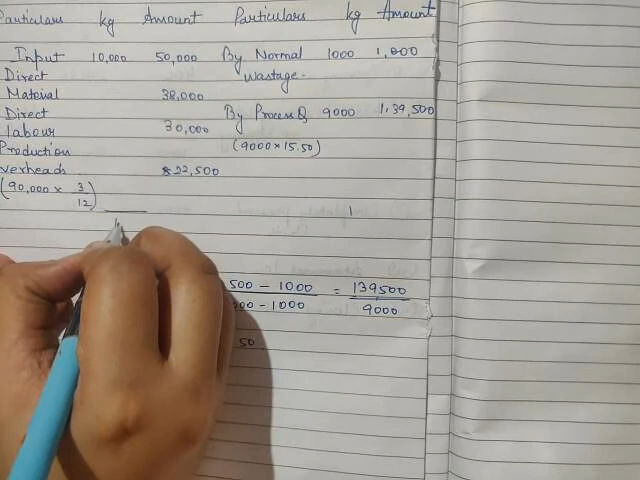 Particulars kg Amount Particulars kg Amount
Input 10,000 50,000 By Normal 1000 1,000
Direct wastage.
Material 38,000
Direct By Process Q 9000 1,39,500
labour 30,000
Production (9000 × 15.50)
verheads 22,500
(90,000 × 3/12)
500 - 1000 = 139500
000 - 1000 9000
50